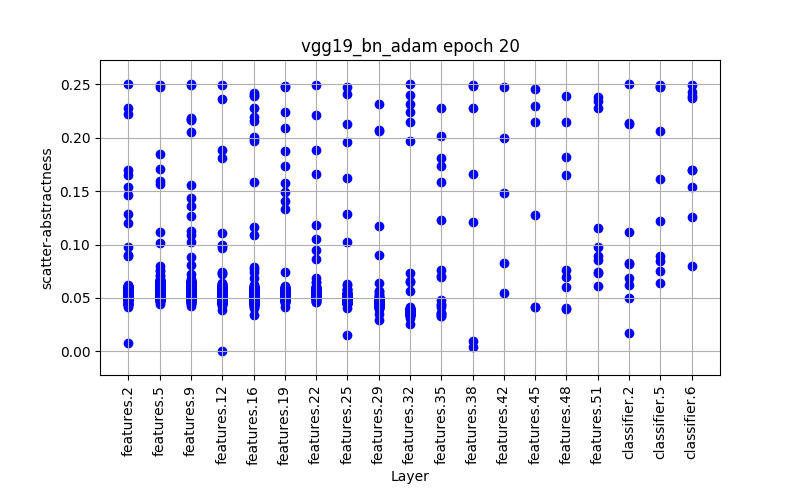 vgg19_bn_adam epoch 20
scatter-abstractness
0.25
0.20
0.15
0.10
0.05
0.00
features.2
features.5
features.9
features.12
features.16
features.19
features.22
features.25
features.29
features.32
features.35
features.38
features.42
features.45
features.48
features.51
classifier.2
classifier.5
classifier.6
Layer